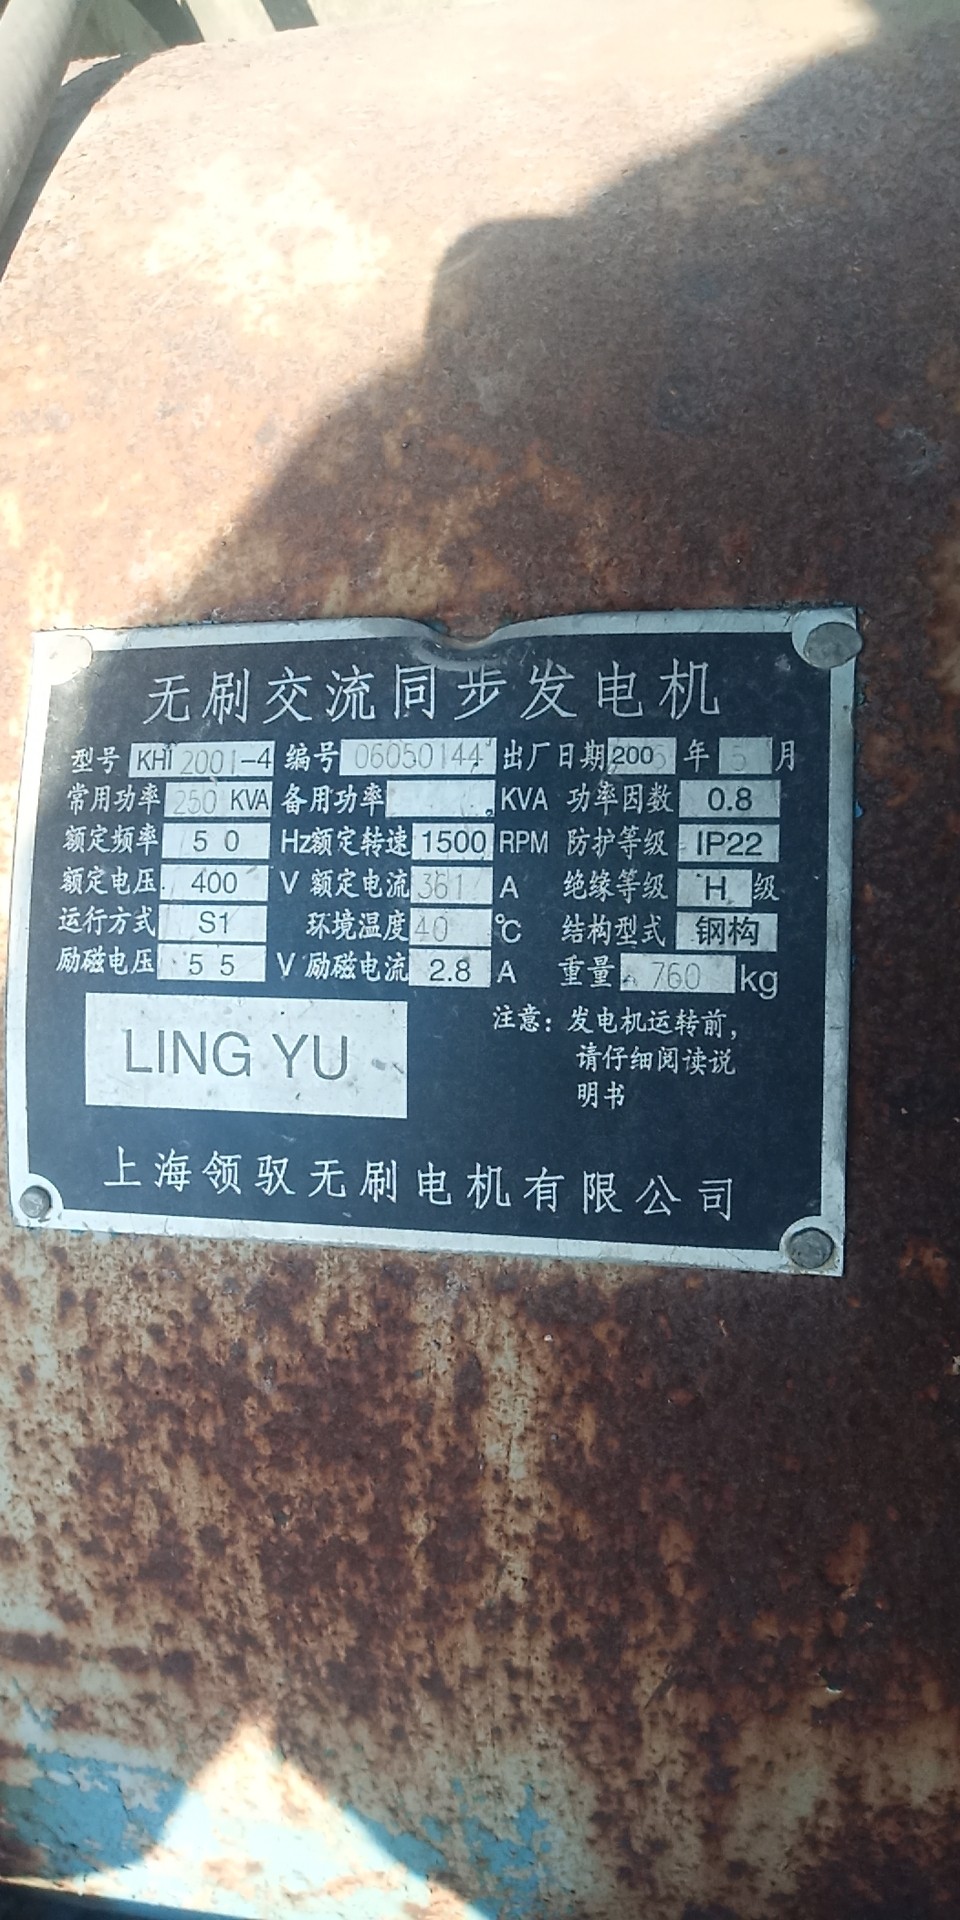 无刷交流同步发电机
型号 KHI 2001-4 编号 06050144 出厂日期 2006 年 5 月
常用功率 250 KVA 备用功率 KVA 功率因数 0.8
额定频率 50 Hz 额定转速 1500 RPM 防护等级 IP22
额定电压 400 V 额定电流 361 A 绝缘等级 H 级
运行方式 S1 环境温度 40 ℃ 结构型式 钢构
励磁电压 55 V 励磁电流 2.8 A 重量 760 kg
LING YU
注意：发电机运转前，
请仔细阅读说
明书
上海领驭无刷电机有限公司